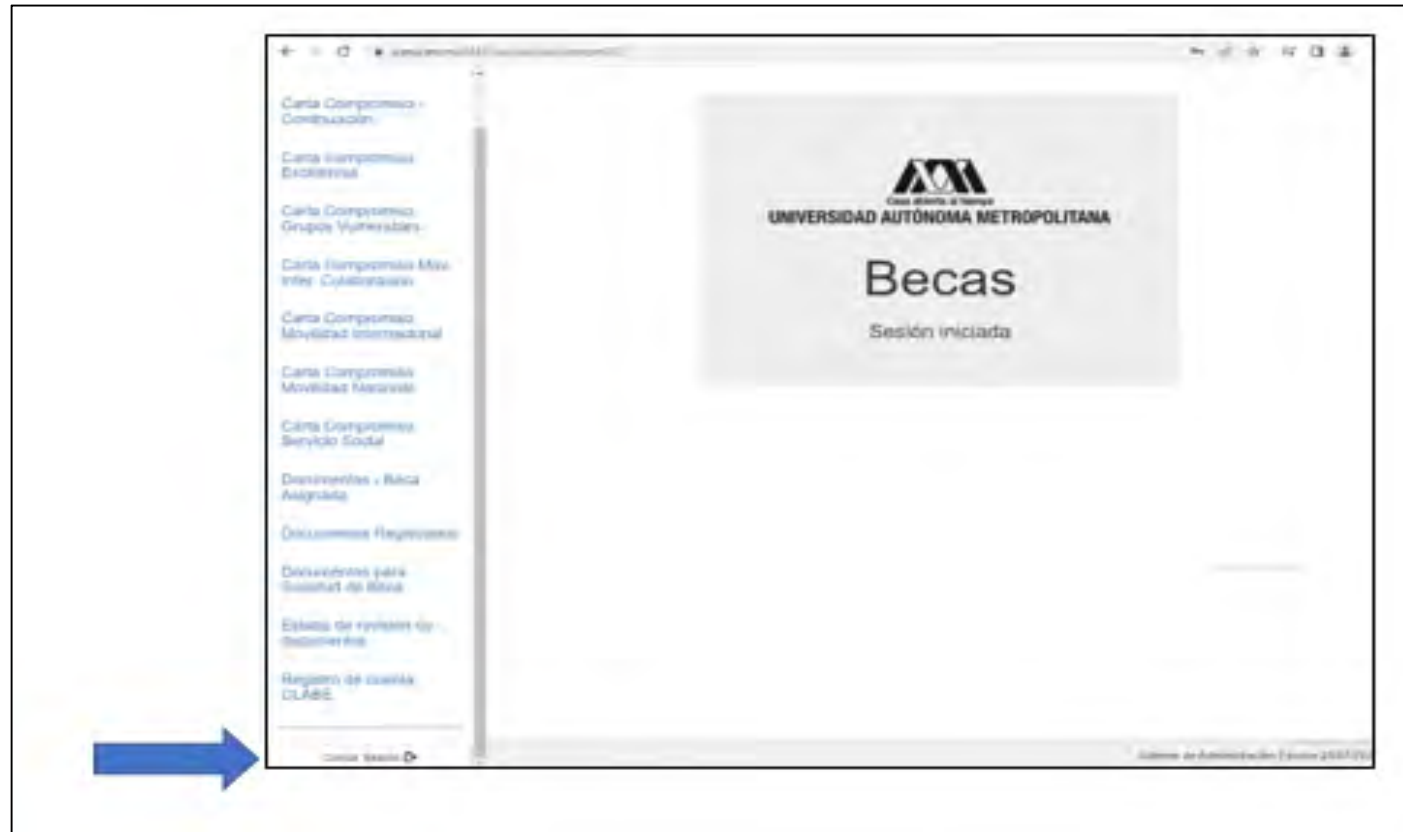 Carta Compromiso -
Continuación
Carta Compromiso
Excelencia
Carta Compromiso
Grupos Vulnerables
Carta Compromiso Mov.
Inter. Colaboración
Carta Compromiso
Movilidad Internacional
Carta Compromiso
Movilidad Nacional
Carta Compromiso
Servicio Social
Documentos - Beca
Asignada
Documentos Registrados
Documentos para
Solicitud de Beca
Estado de revisión de
documentos
Registro de cuenta
CLABE
Cerrar Sesión
Casa abierta al tiempo
UNIVERSIDAD AUTÓNOMA METROPOLITANA
Becas
Sesión iniciada